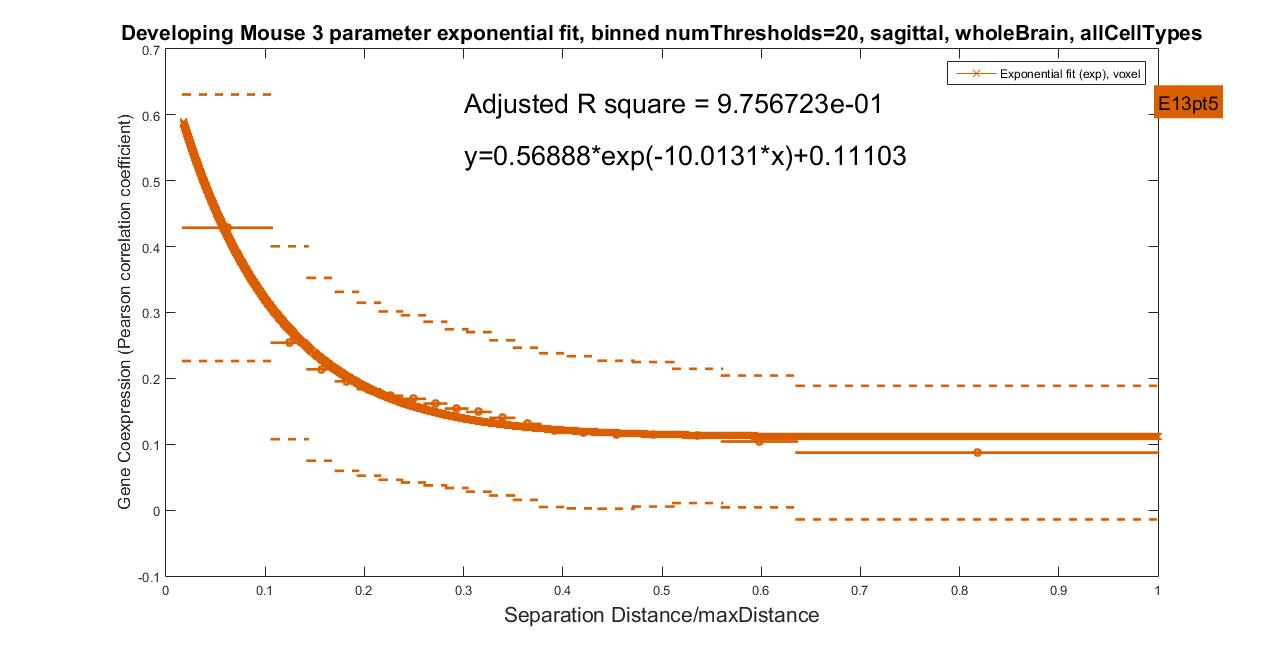 Developing Mouse 3 parameter exponential fit, binned numThresholds=20, sagittal, wholeBrain, allCellTypes
Exponential fit (exp), voxel
E13pt5
Adjusted R square = 9.756723e-01
y=0.56888*exp(-10.0131*x)+0.11103
Gene Coexpression (Pearson correlation coefficient)
0.7
0.6
0.5
0.4
0.3
0.2
0.1
0
-0.1
0 0.1 0.2 0.3 0.4 0.5 0.6 0.7 0.8 0.9 1
Separation Distance/maxDistance